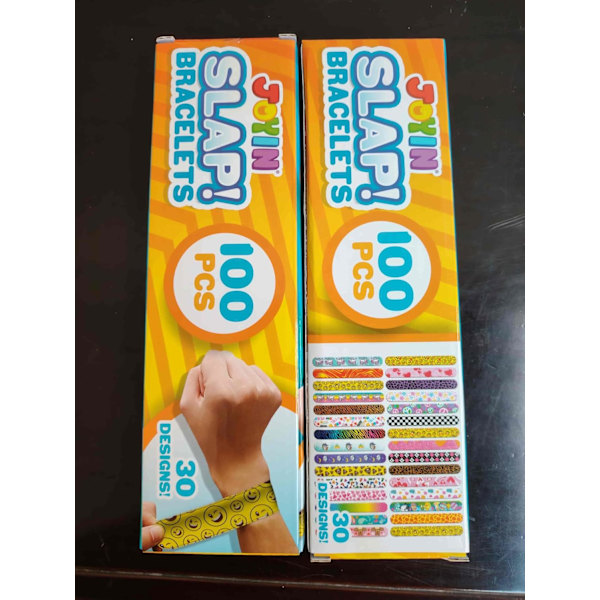 JOYIN®
SLAP!
BRACELETS
100
PCS
30
DESIGNS!
JOYIN®
SLAP!
BRACELETS
100
PCS
30
DESIGNS!